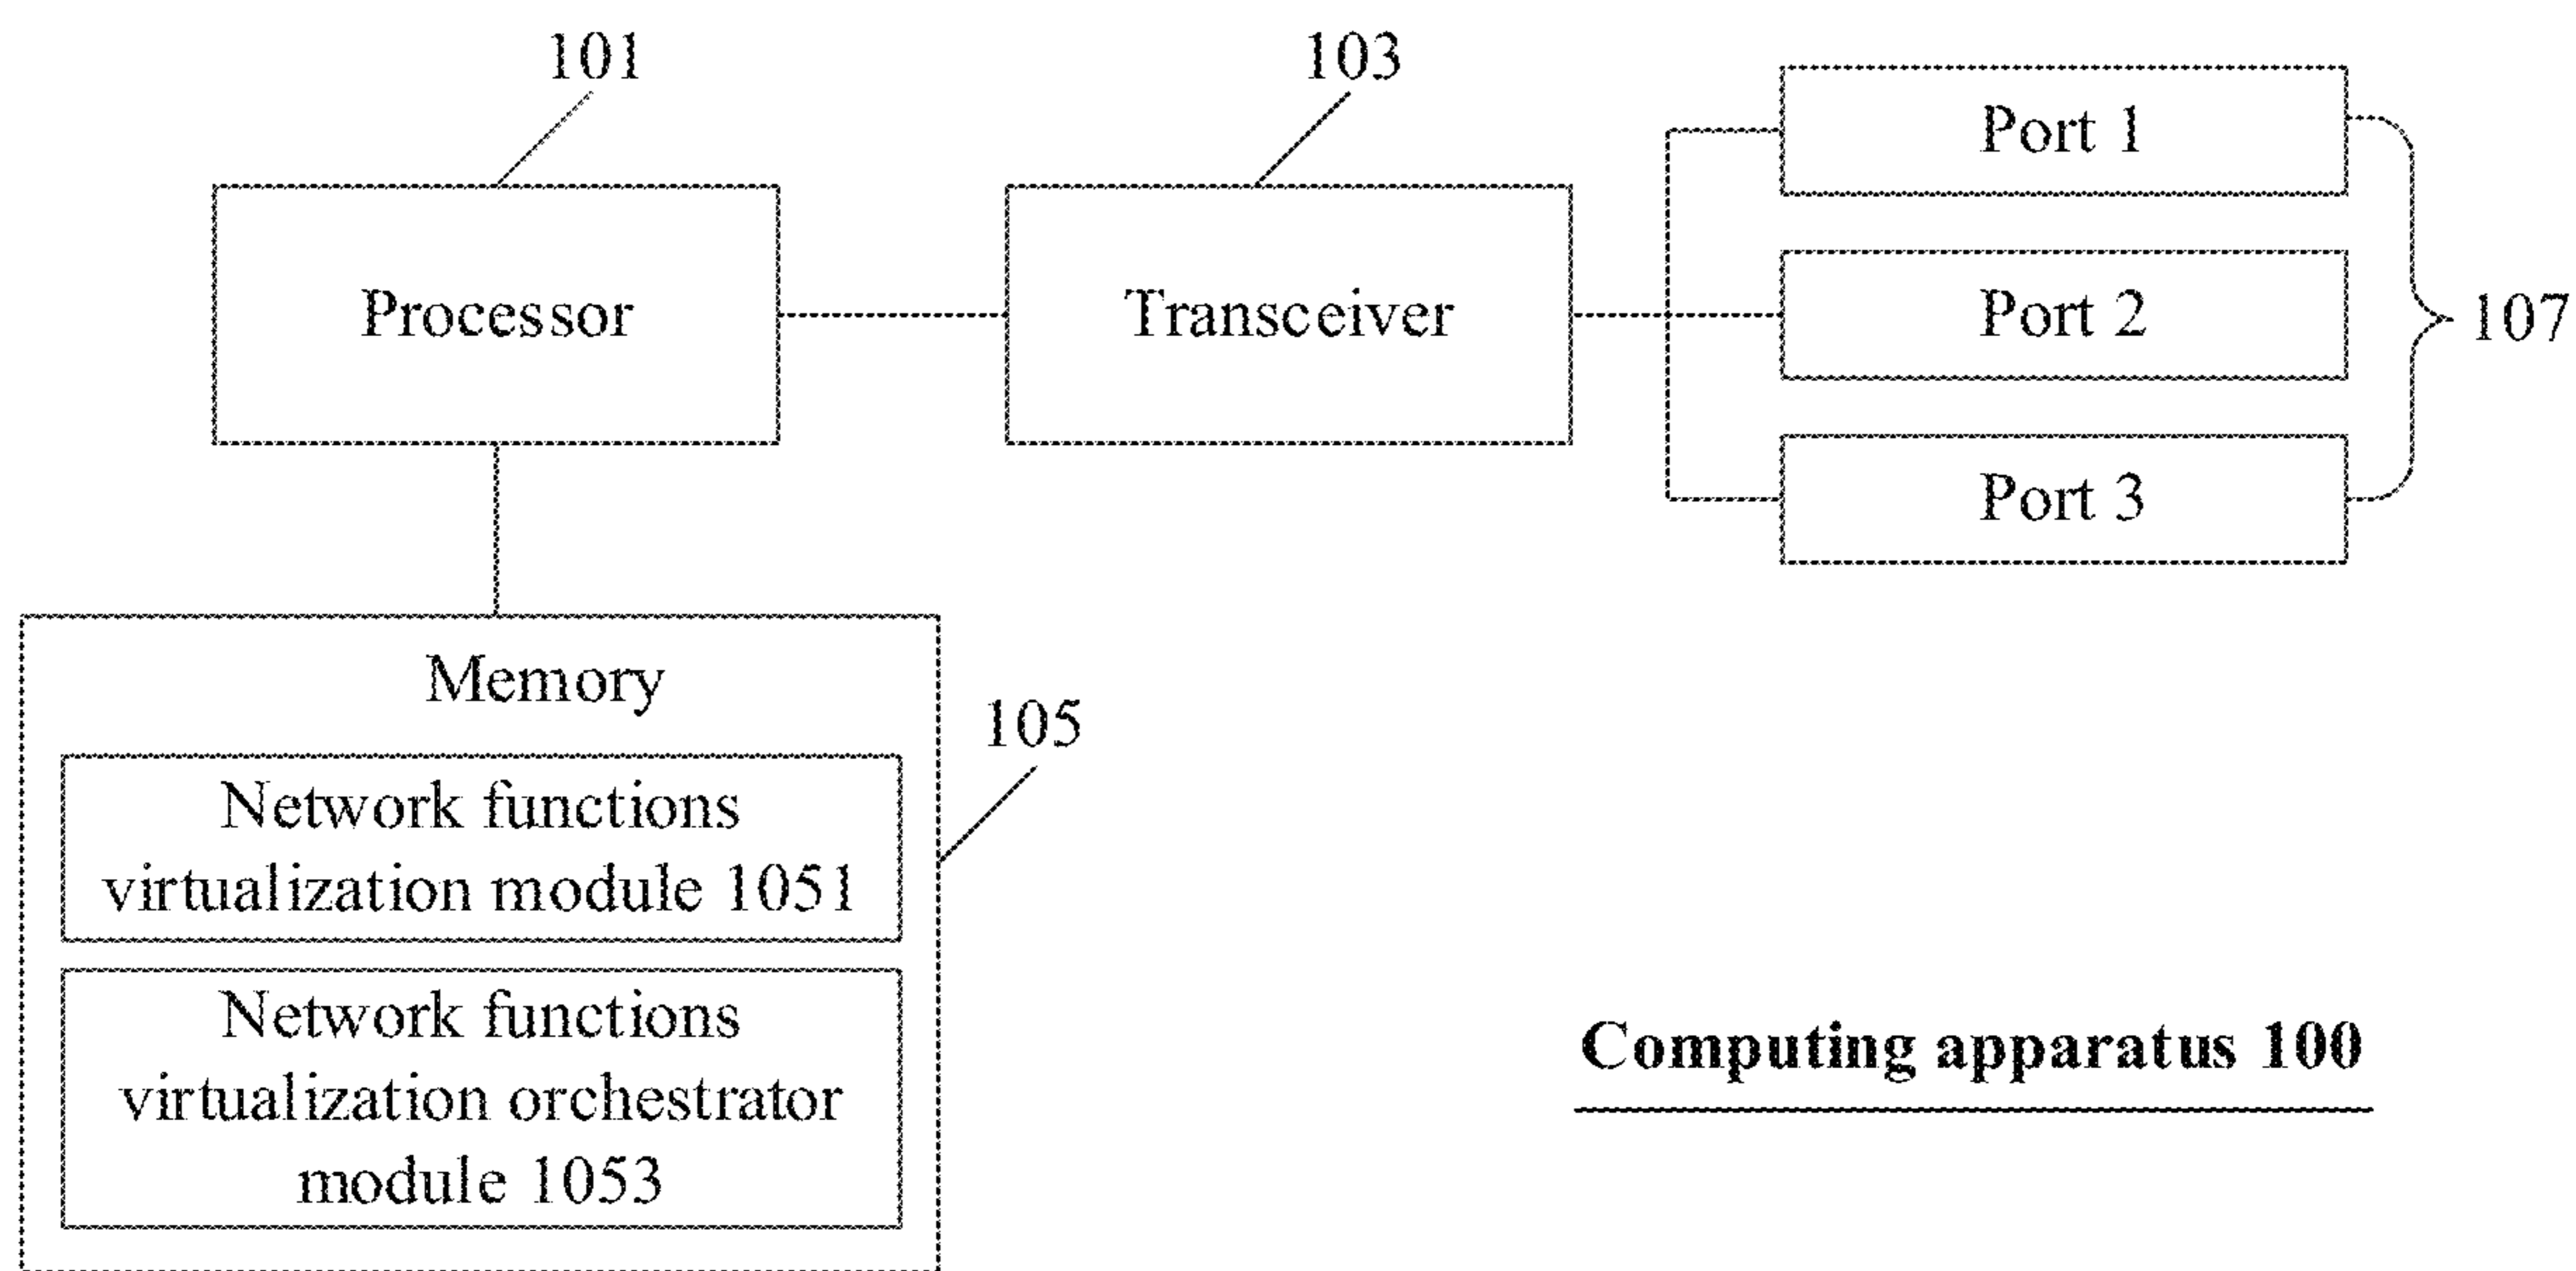 101
103
Port 1
Processor
Transceiver
Port 2
107
Port 3
Memory
105
Network functions
virtualization module 1051
Network functions
virtualization orchestrator
module 1053
Computing apparatus 100